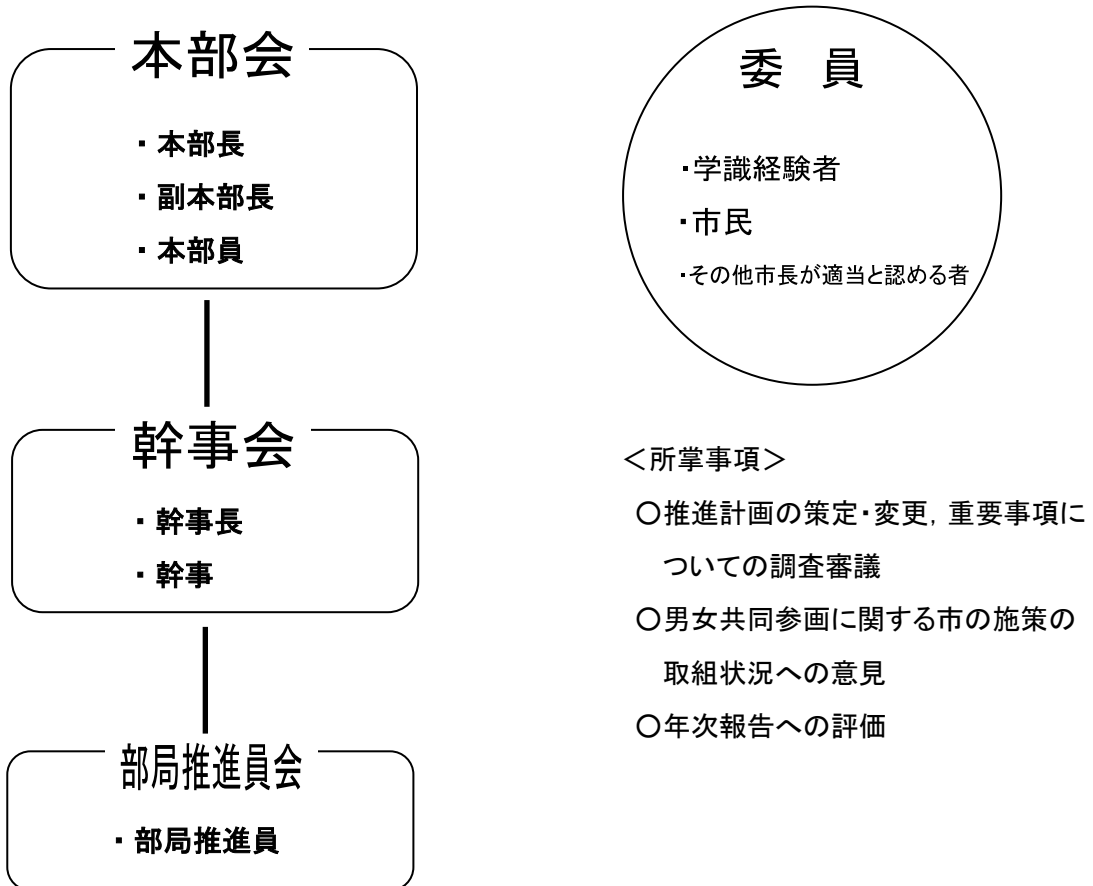 本部会
・本部長
・副本部長
・本部員
幹事会
・幹事長
・幹事
部局推進員会
・部局推進員
委　員
・学識経験者
・市民
・その他市長が適当と認める者
＜所掌事項＞
○推進計画の策定・変更，重要事項に
ついての調査審議
○男女共同参画に関する市の施策の
取組状況への意見
○年次報告への評価